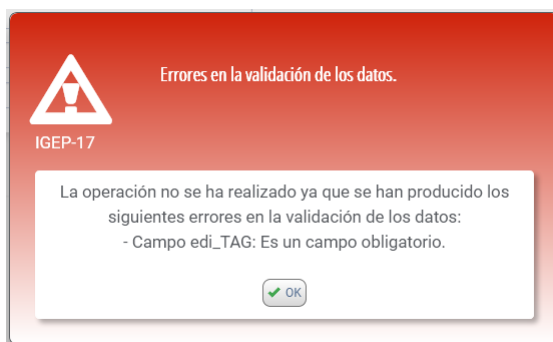 Errores en la validación de los datos.
IGEP-17
La operación no se ha realizado ya que se han producido los
siguientes errores en la validación de los datos:
- Campo edi_TAG: Es un campo obligatorio.
OK